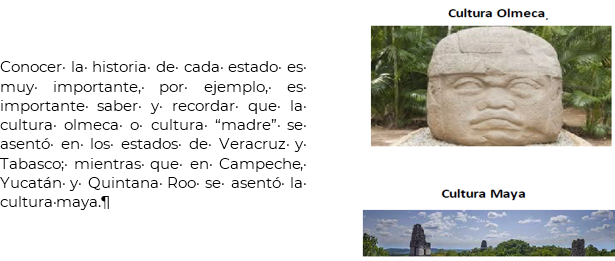 Cultura Olmeca.
Conocer la historia de cada estado es
muy importante, por ejemplo, es
importante saber y recordar que la
cultura olmeca o cultura “madre” se
asentó en los estados de Veracruz y
Tabasco; mientras que en Campeche,
Yucatán y Quintana Roo se asentó la
cultura maya.¶
Cultura Maya